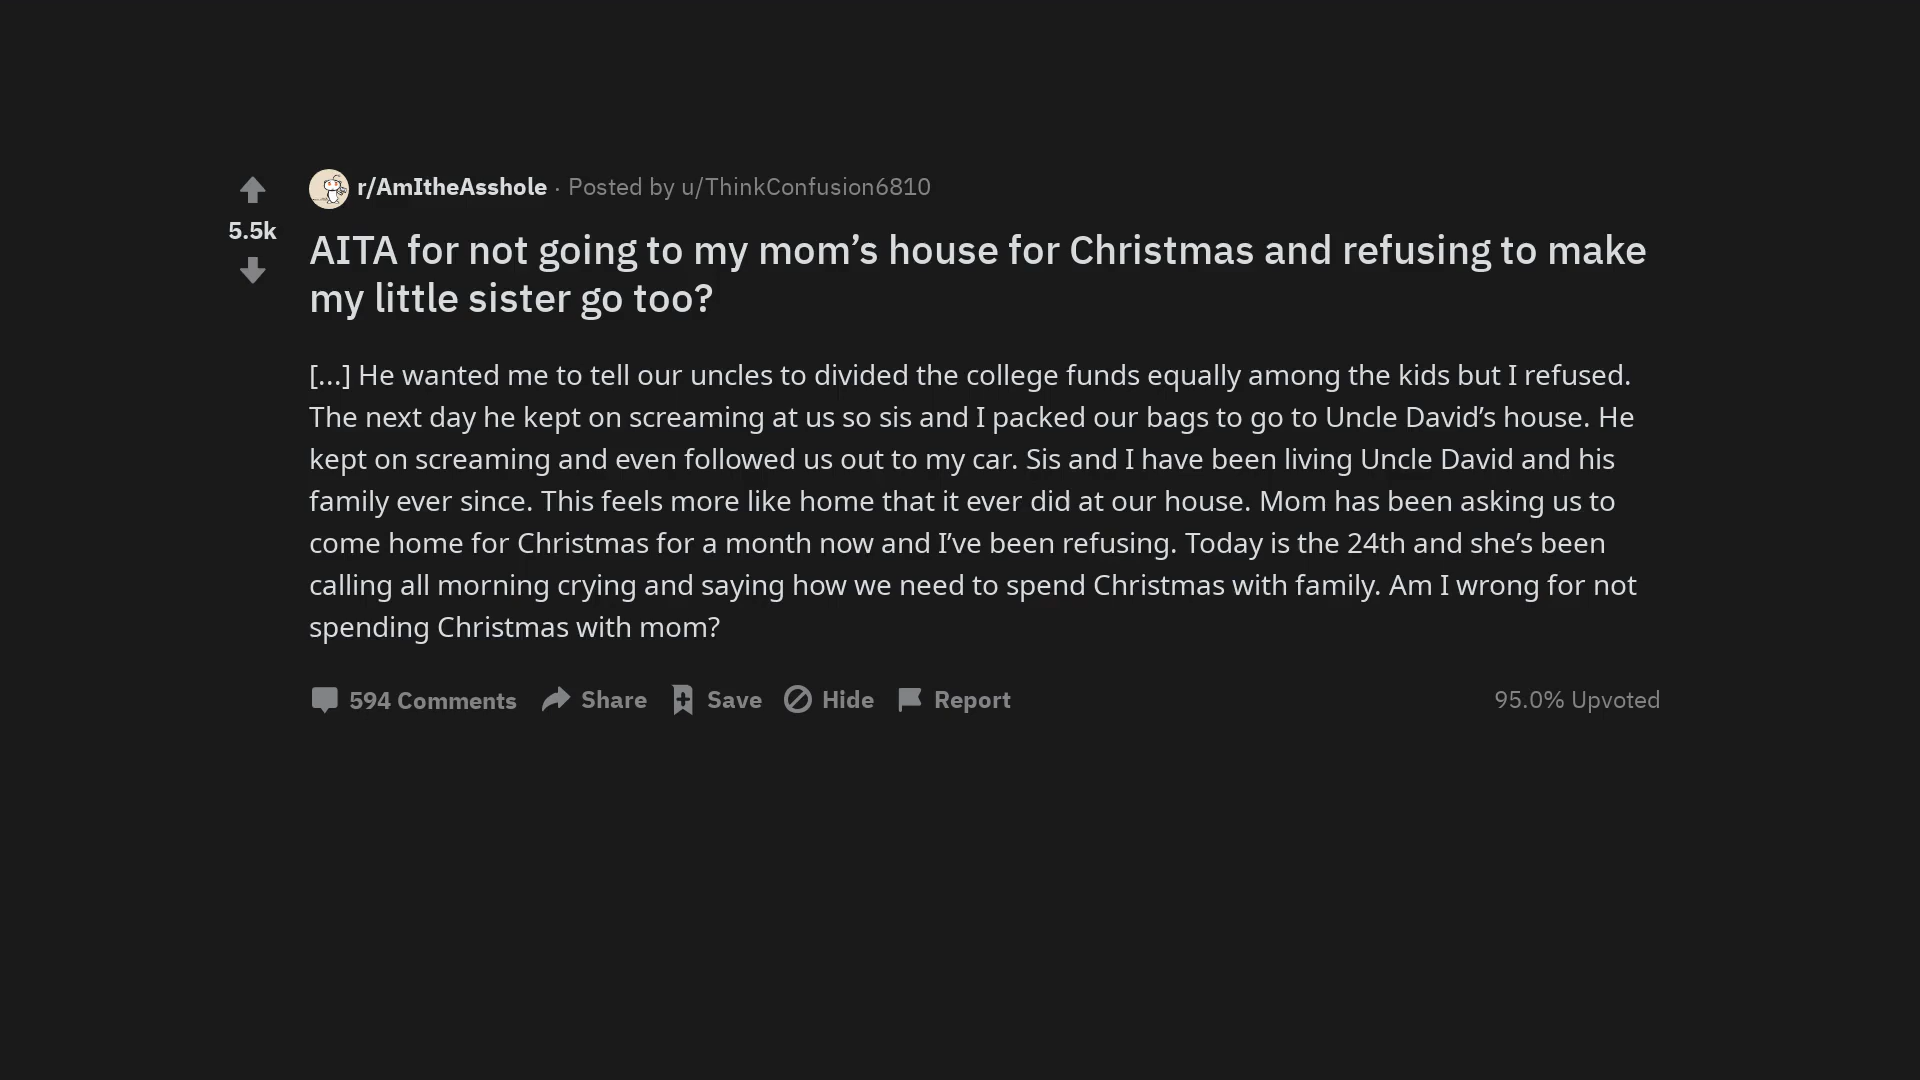 r/AmItheAsshole · Posted by u/ThinkConfusion6810
5.5k
AITA for not going to my mom’s house for Christmas and refusing to make
my little sister go too?
[...] He wanted me to tell our uncles to divided the college funds equally among the kids but I refused.
The next day he kept on screaming at us so sis and I packed our bags to go to Uncle David’s house. He
kept on screaming and even followed us out to my car. Sis and I have been living Uncle David and his
family ever since. This feels more like home that it ever did at our house. Mom has been asking us to
come home for Christmas for a month now and I’ve been refusing. Today is the 24th and she’s been
calling all morning crying and saying how we need to spend Christmas with family. Am I wrong for not
spending Christmas with mom?
594 Comments Share Save Hide Report 95.0% Upvoted